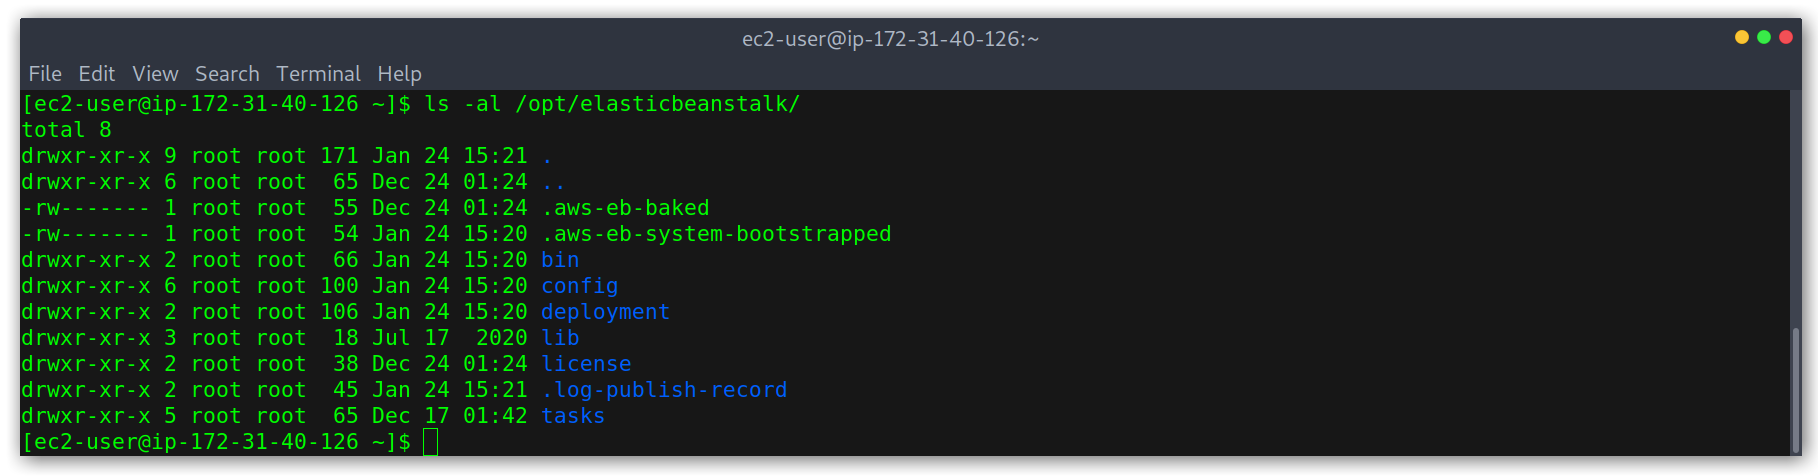 ec2-user@ip-172-31-40-126:~
File Edit View Search Terminal Help
[ec2-user@ip-172-31-40-126 ~]$ ls -al /opt/elasticbeanstalk/
total 8
drwxr-xr-x 9 root root 171 Jan 24 15:21 .
drwxr-xr-x 6 root root  65 Dec 24 01:24 ..
-rw------- 1 root root  55 Dec 24 01:24 .aws-eb-baked
-rw------- 1 root root  54 Jan 24 15:20 .aws-eb-system-bootstrapped
drwxr-xr-x 2 root root  66 Jan 24 15:20 bin
drwxr-xr-x 6 root root 100 Jan 24 15:20 config
drwxr-xr-x 2 root root 106 Jan 24 15:20 deployment
drwxr-xr-x 3 root root  18 Jul 17  2020 lib
drwxr-xr-x 2 root root  38 Dec 24 01:24 license
drwxr-xr-x 2 root root  45 Jan 24 15:21 .log-publish-record
drwxr-xr-x 5 root root  65 Dec 17 01:42 tasks
[ec2-user@ip-172-31-40-126 ~]$